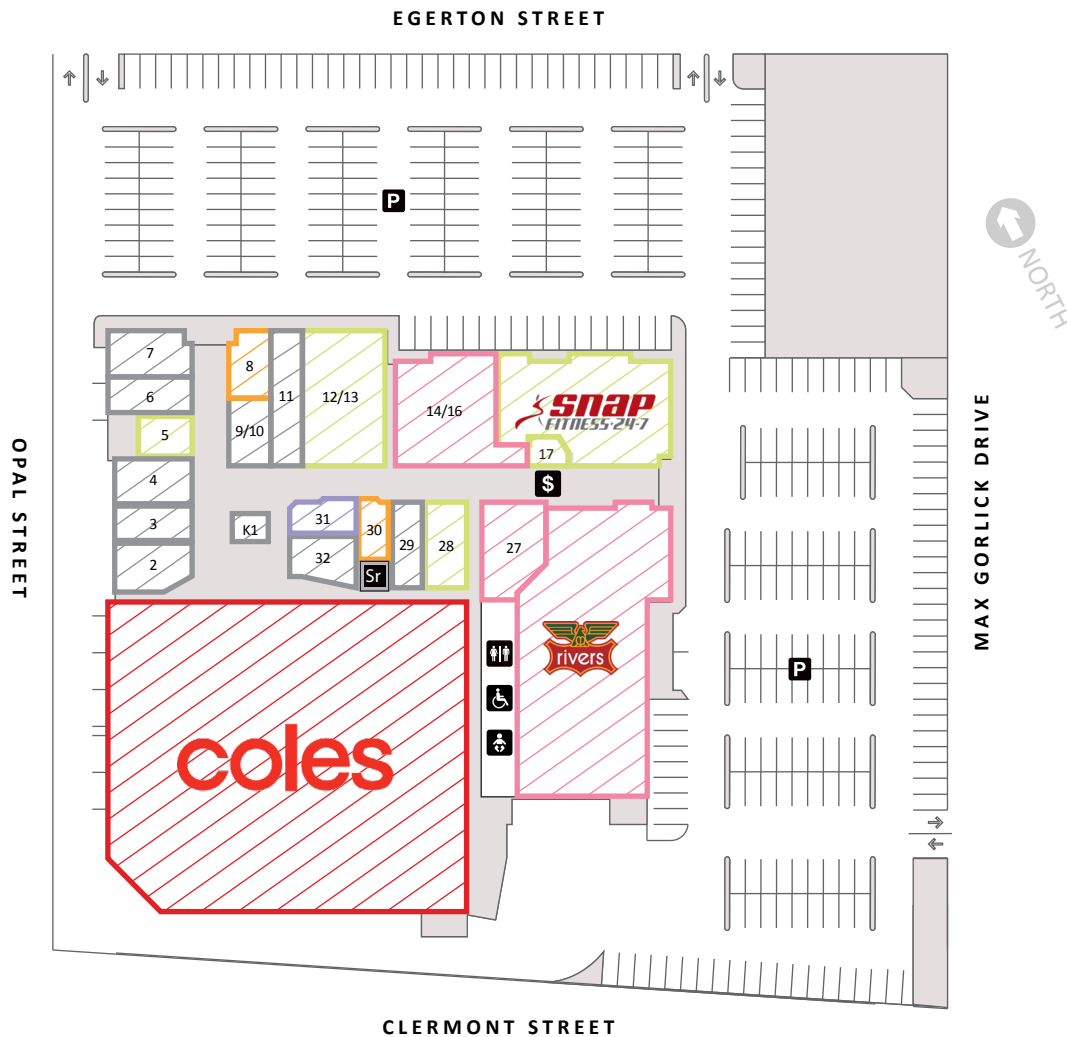 EGERTON STREET
P
NORTH
7
8
11
12/13
6
14/16
snap
FITNESS·24-7
5
9/10
17
4
$
3
K1
31
30
29
28
27
2
32
Sr
OPAL STREET
MAX GORLICK DRIVE
rivers
P
coles
CLERMONT STREET